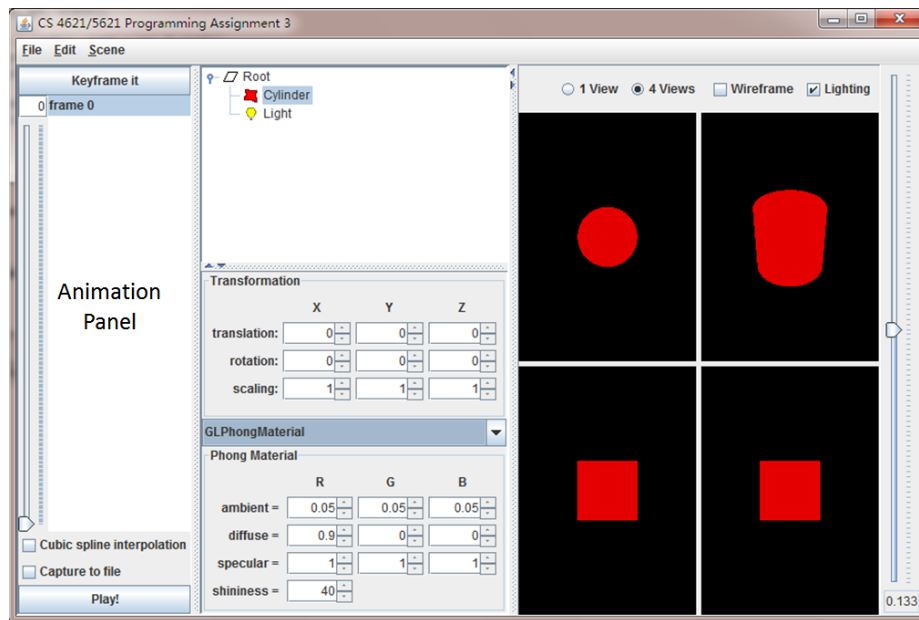 CS 4621/5621 Programming Assignment 3
File Edit Scene
Keyframe it
0 frame 0
Animation
Panel
Cubic spline interpolation
Capture to file
Play!
Root
Cylinder
Light
Transformation
X Y Z
translation: 0 0 0
rotation: 0 0 0
scaling: 1 1 1
GLPhongMaterial
Phong Material
R G B
ambient = 0.05 0.05 0.05
diffuse = 0.9 0 0
specular = 1 1 1
shininess = 40
1 View 4 Views Wireframe Lighting
0.133